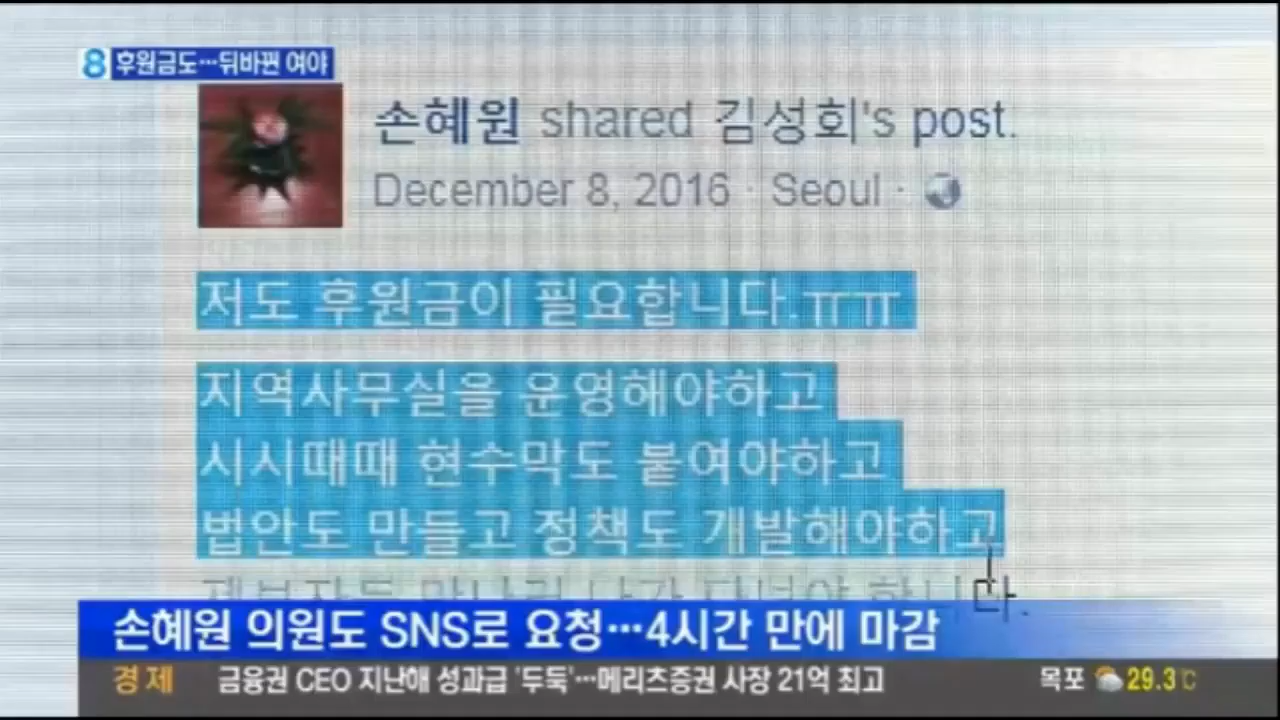 8 후원금도…뒤바뀐 여야
손혜원 shared 김성회's post.
December 8, 2016 · Seoul ·
저도 후원금이 필요합니다.ㅠㅠ
지역사무실을 운영해야하고
시시때때 현수막도 붙여야하고
법안도 만들고 정책도 개발해야하고
손혜원 의원도 SNS로 요청…4시간 만에 마감
경제 금융권 CEO 지난해 성과급 '두둑'…메리츠증권 사장 21억 최고 목포 29.3℃